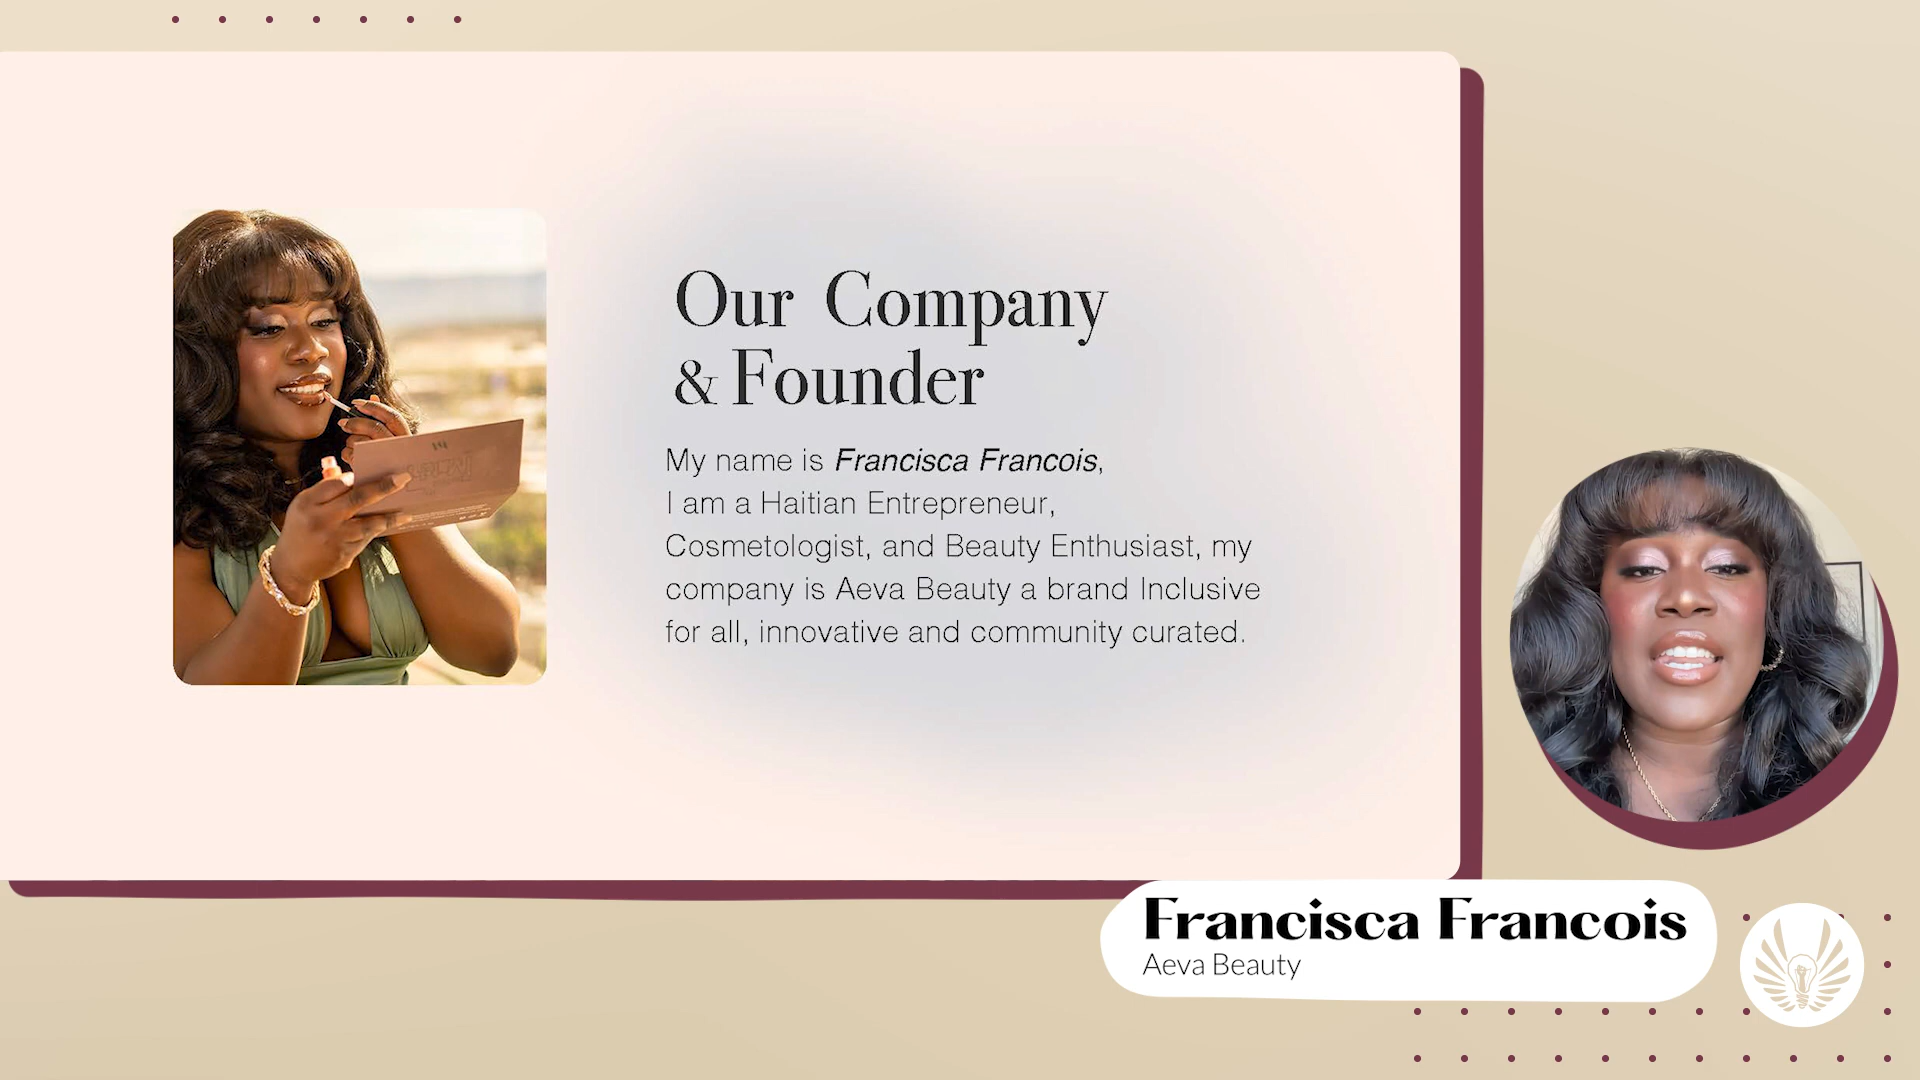 Our Company
& Founder
My name is Francisca Francois,
I am a Haitian Entrepreneur,
Cosmetologist, and Beauty Enthusiast, my
company is Aeva Beauty a brand Inclusive
for all, innovative and community curated.
Francisca Francois
Aeva Beauty